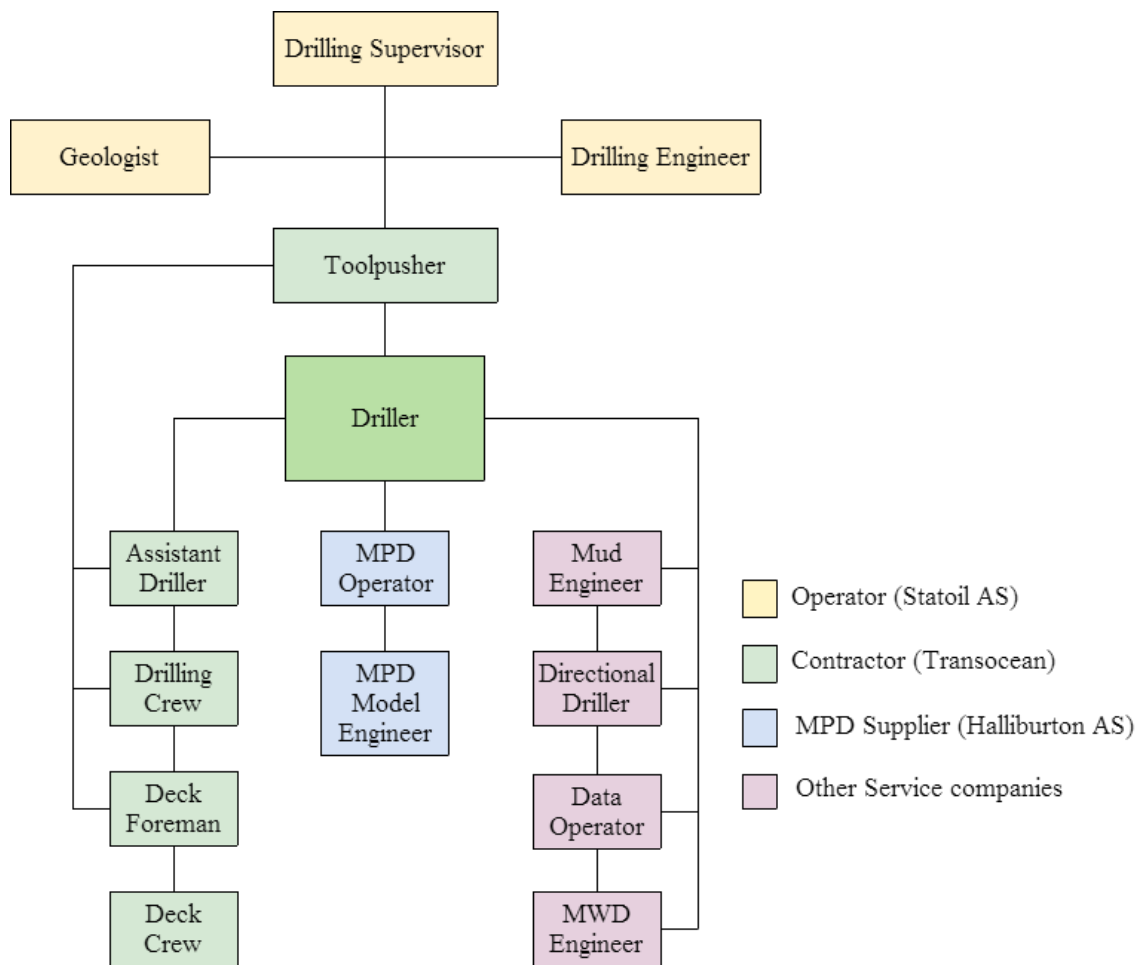 Drilling Supervisor
Geologist
Drilling Engineer
Toolpusher
Driller
Assistant
Driller
MPD
Operator
Mud
Engineer
Drilling
Crew
MPD
Model
Engineer
Directional
Driller
Deck
Foreman
Data
Operator
Deck
Crew
MWD
Engineer
Operator (Statoil AS)
Contractor (Transocean)
MPD Supplier (Halliburton AS)
Other Service companies